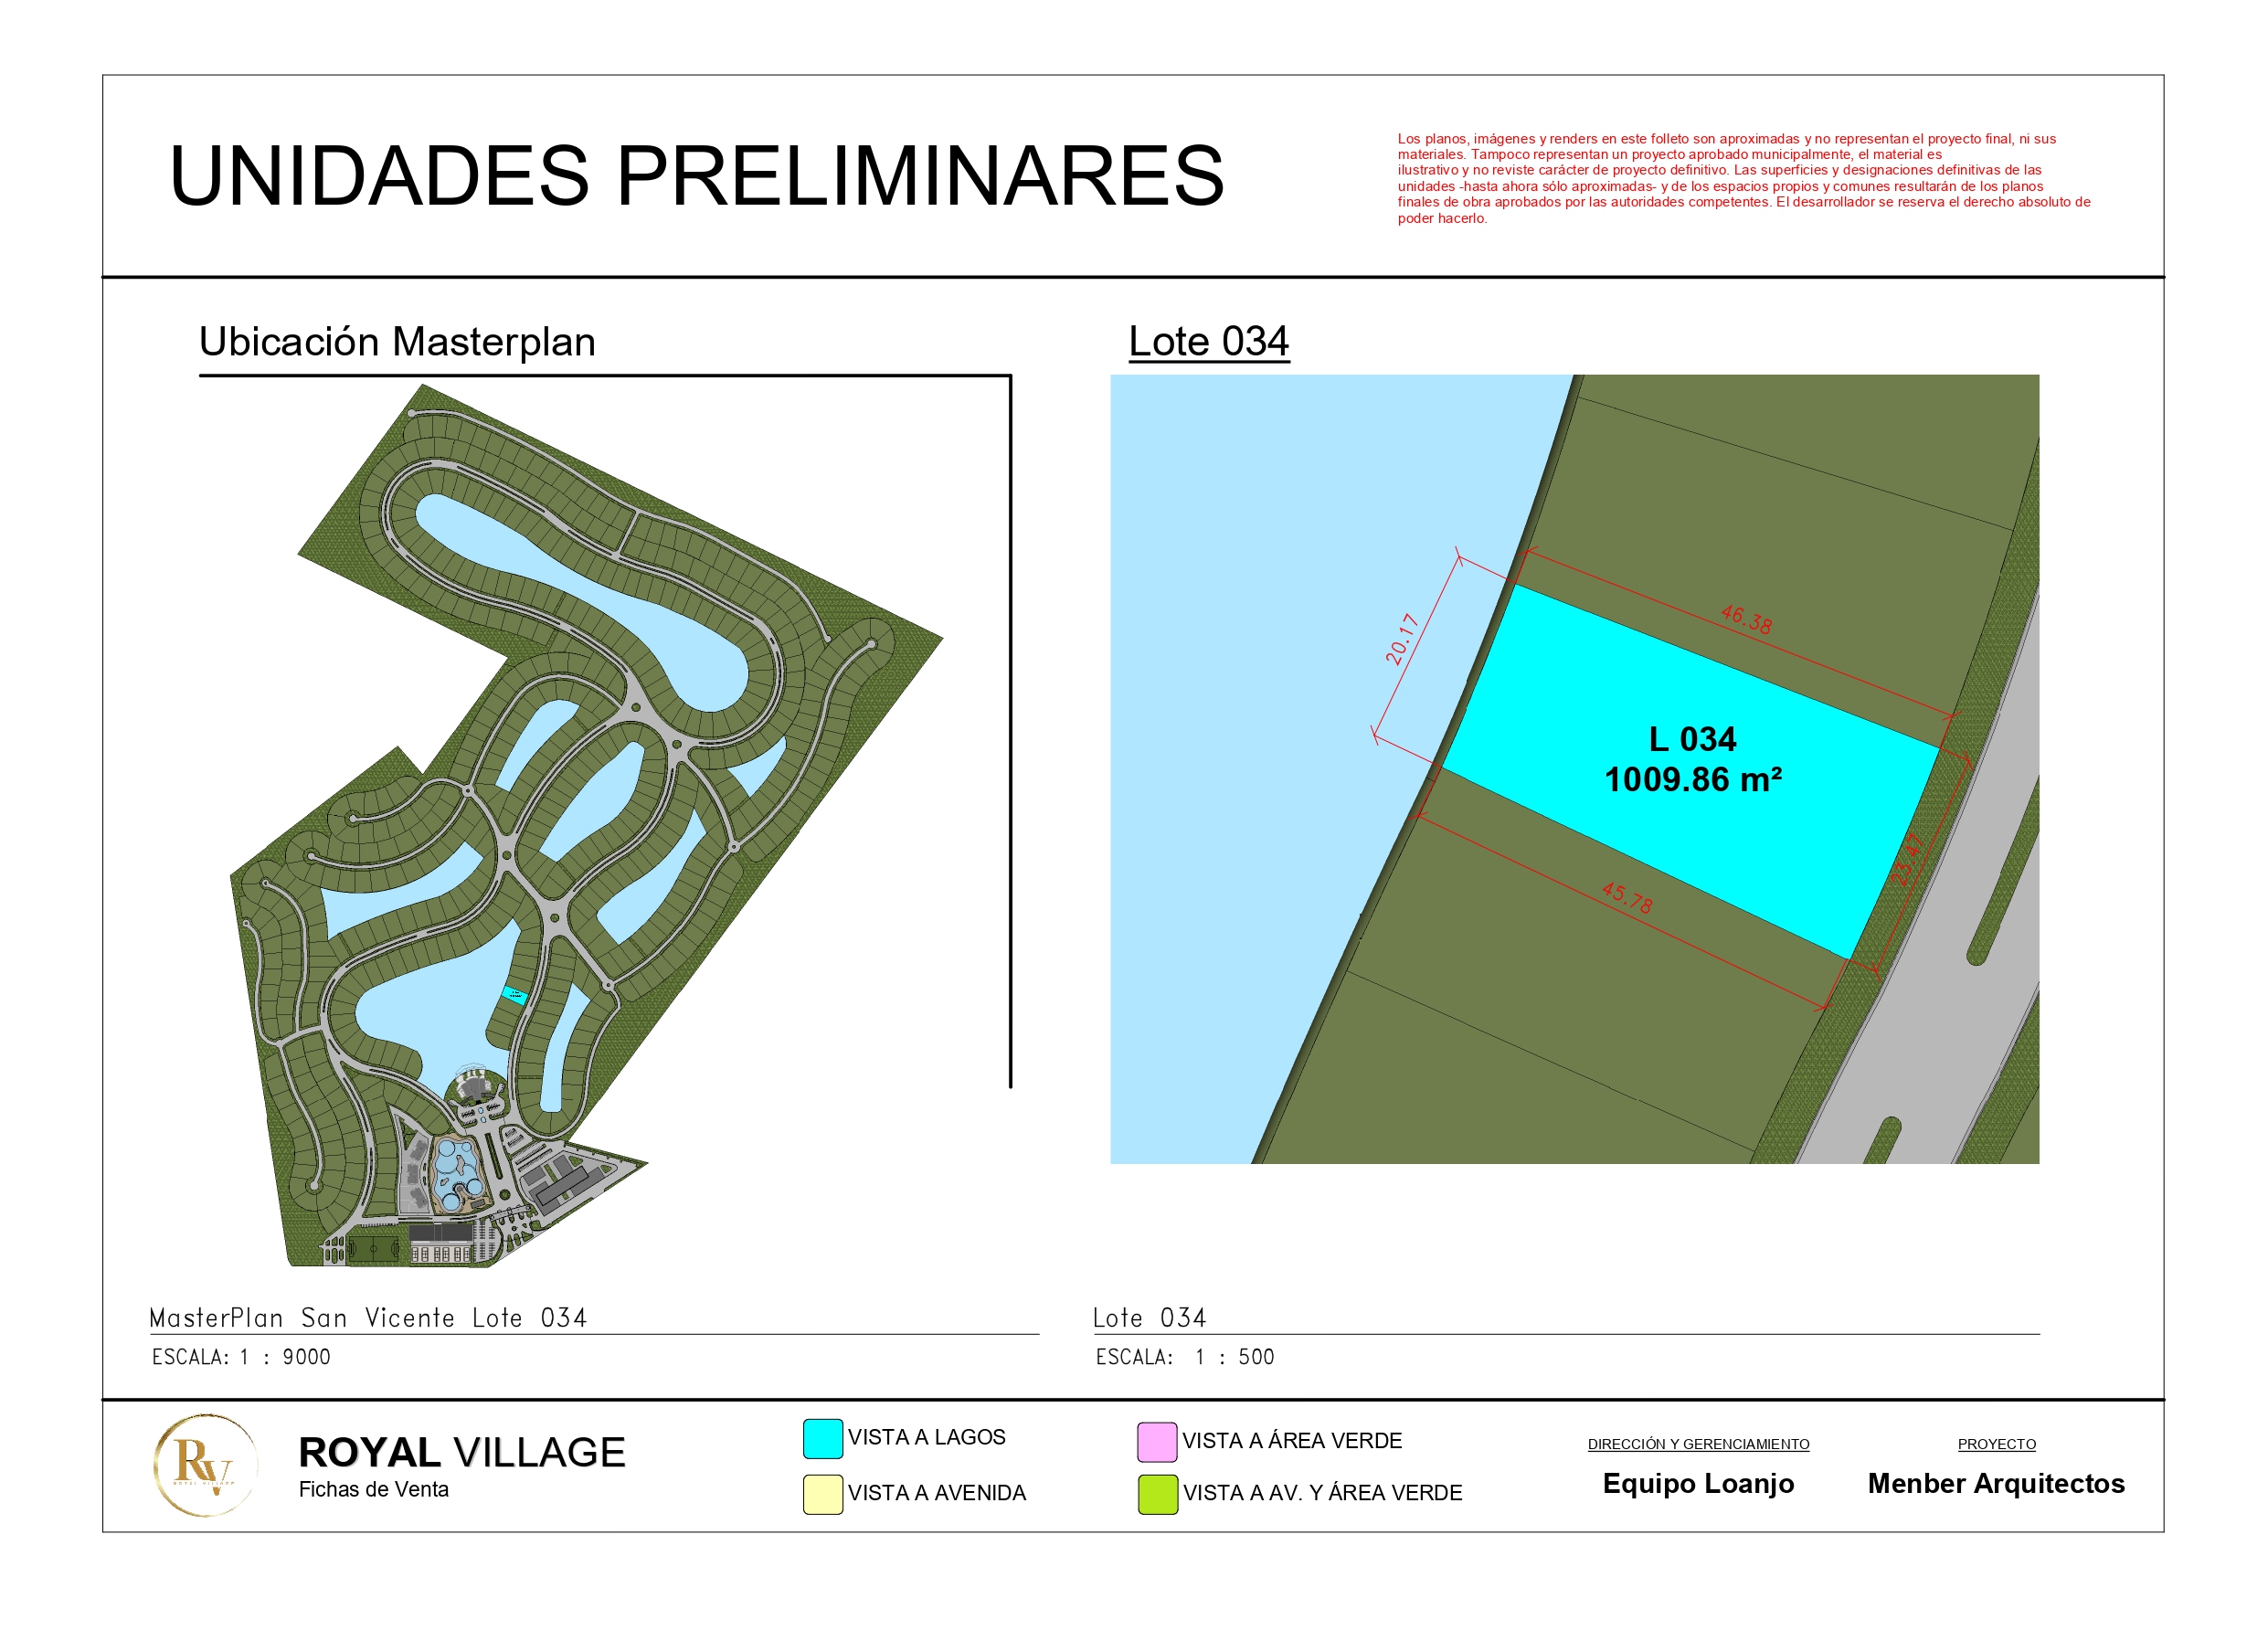 UNIDADES PRELIMINARES
Los planos, imágenes y renders en este folleto son aproximadas y no representan el proyecto final, ni sus
materiales. Tampoco representan un proyecto aprobado municipalmente, el material es
ilustrativo y no reviste carácter de proyecto definitivo. Las superficies y designaciones definitivas de las
unidades -hasta ahora sólo aproximadas- y de los espacios propios y comunes resultarán de los planos
finales de obra aprobados por las autoridades competentes. El desarrollador se reserva el derecho absoluto de
poder hacerlo.
Ubicación Masterplan
Lote 034
46.38
20.17
L 034
1009.86 m²
23.47
45.78
MasterPlan San Vicente Lote 034
ESCALA: 1 : 9000
Lote 034
ESCALA: 1 : 500
RV
ROYAL VILLAGE
ROYAL VILLAGE
Fichas de Venta
VISTA A LAGOS
VISTA A AVENIDA
VISTA A ÁREA VERDE
VISTA A AV. Y ÁREA VERDE
DIRECCIÓN Y GERENCIAMIENTO
Equipo Loanjo
PROYECTO
Menber Arquitectos